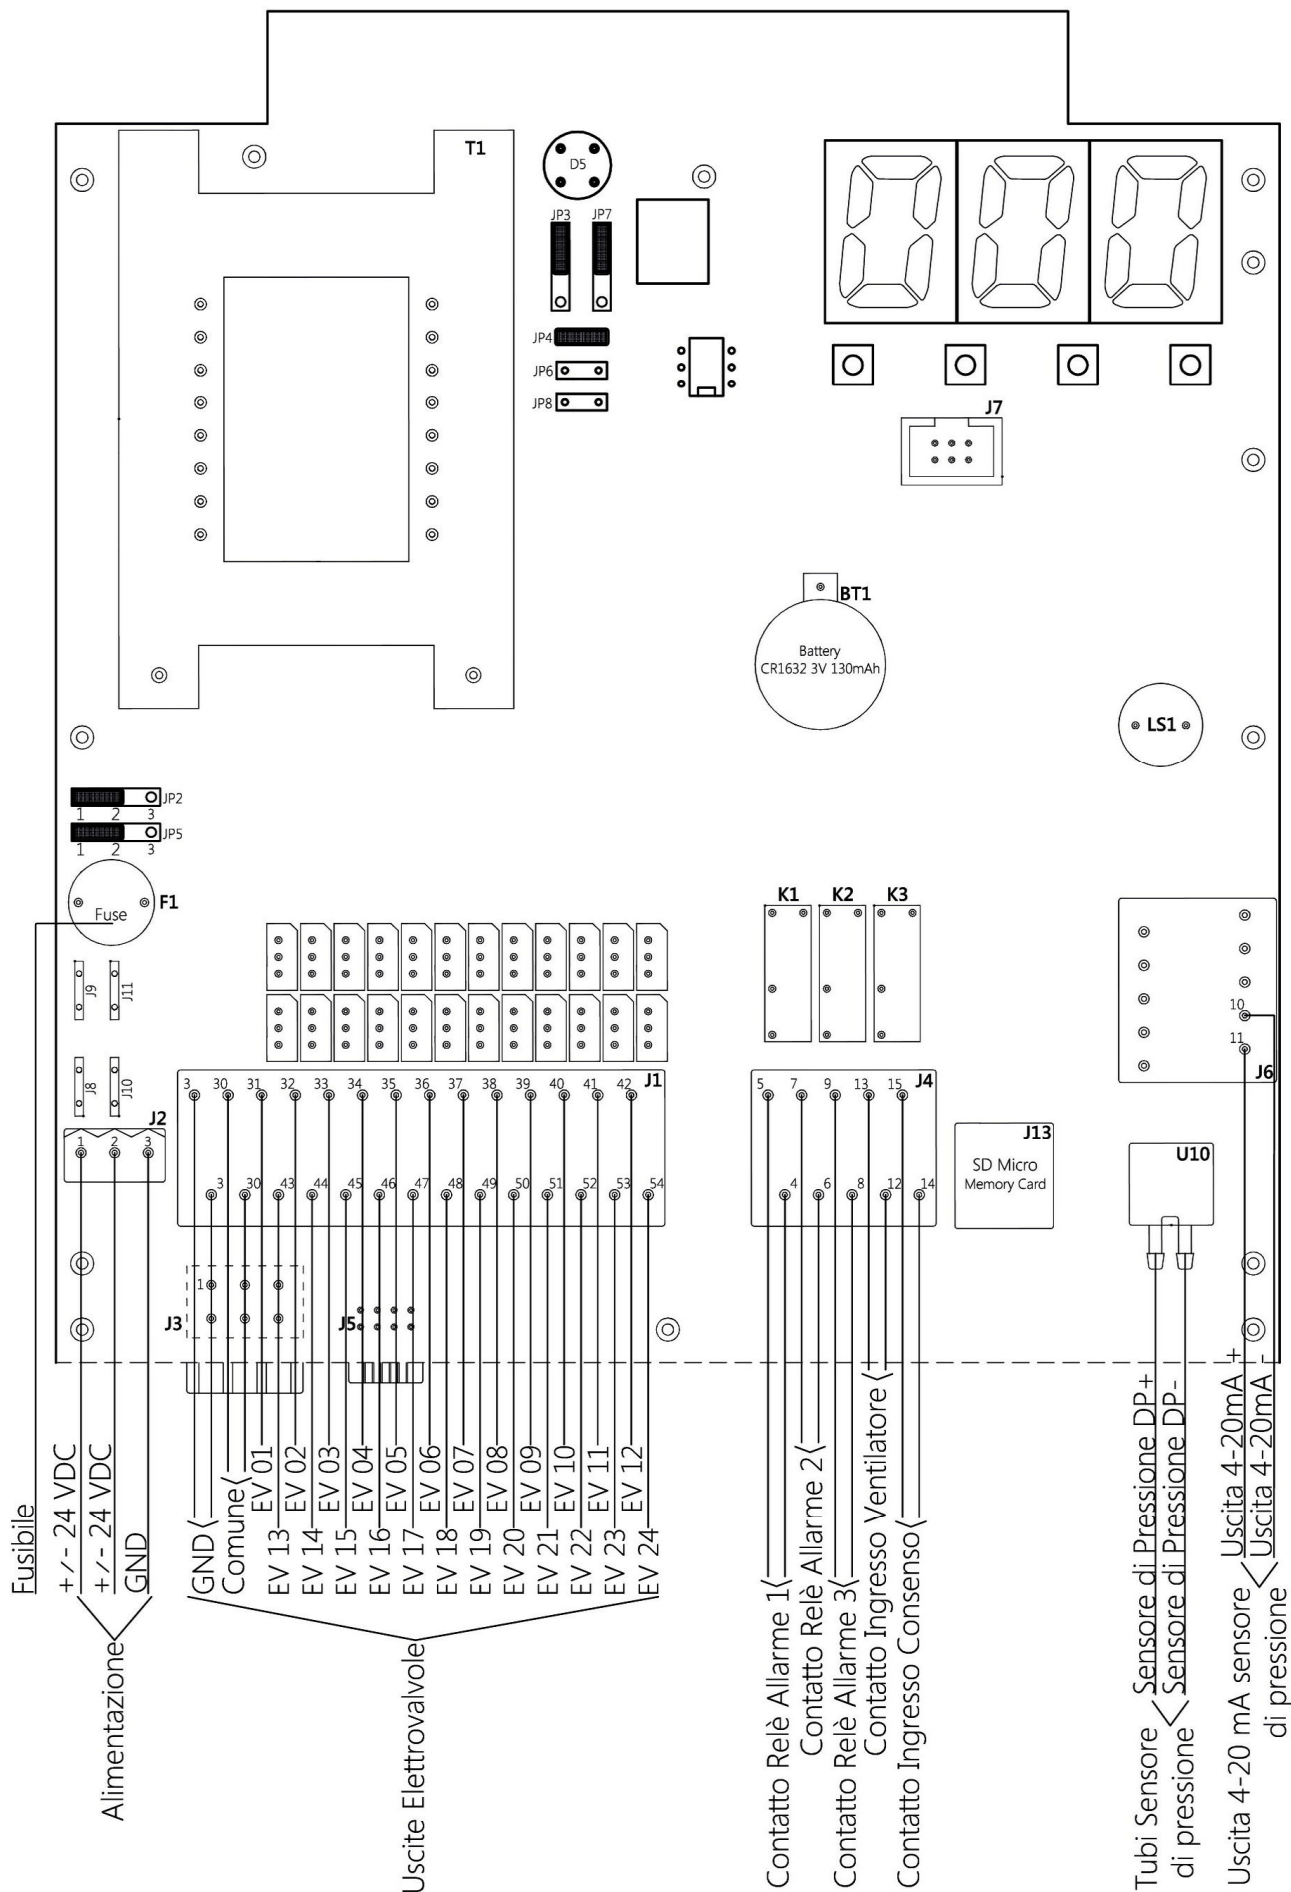 T1
D5
JP3
JP7
JP4
JP6
JP8
J7
BT1
Battery
CR1632 3V 130mAh
LS1
JP2
1 2 3
JP5
1 2 3
F1
Fuse
K1 K2 K3
J9
J11
J8
J10
10
11
J6
J2
1 2 3
J1
3 30 31 32 33 34 35 36 37 38 39 40 41 42
3 30 43 44 45 46 47 48 49 50 51 52 53 54
J4
5 7 9 13 15
4 6 8 12 14
J13
SD Micro
Memory Card
U10
1
J3
J5
Fusibile
+/- 24 VDC
+/- 24 VDC
GND
Alimentazione
GND
Comune
EV 01
EV 13
EV 02
EV 14
EV 03
EV 15
EV 04
EV 16
EV 05
EV 17
EV 06
EV 18
EV 07
EV 19
EV 08
EV 20
EV 09
EV 21
EV 10
EV 22
EV 11
EV 23
EV 12
EV 24
Uscite Elettrovalvole
Contatto Relè Allarme 1
Contatto Relè Allarme 2
Contatto Relè Allarme 3
Contatto Ingresso Ventilatore
Contatto Ingresso Consenso
Sensore di Pressione DP+
Sensore di Pressione DP-
Tubi Sensore
di pressione
Uscita 4-20mA +
Uscita 4-20mA -
Uscita 4-20 mA sensore
di pressione